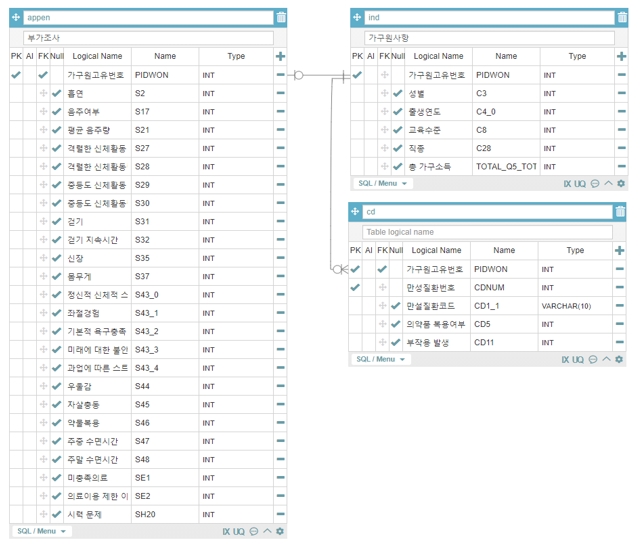 appen
부가조사
PK AI FK Null Logical Name Name Type
가구원고유번호 PIDWON INT
흡연 S2 INT
음주여부 S17 INT
평균 음주량 S21 INT
격렬한 신체활동 S27 INT
격렬한 신체활동 S28 INT
중등도 신체활동 S29 INT
중등도 신체활동 S30 INT
걷기 S31 INT
걷기 지속시간 S32 INT
신장 S35 INT
몸무게 S37 INT
정신적 신체적 스 S43_0 INT
좌절경험 S43_1 INT
기본적 욕구충족 S43_2 INT
미래에 대한 불안 S43_3 INT
과업에 따른 스트 S43_4 INT
우울감 S44 INT
자살충동 S45 INT
약물복용 S46 INT
주중 수면시간 S47 INT
주말 수면시간 S48 INT
미충족의료 SE1 INT
의료이용 제한 이 SE2 INT
시력 문제 SH20 INT
SQL / Menu IX UQ
ind
가구원사항
PK AI FK Null Logical Name Name Type
가구원고유번호 PIDWON INT
성별 C3 INT
출생연도 C4_0 INT
교육수준 C8 INT
직종 C28 INT
총 가구소득 TOTAL_Q5_TOT INT
SQL / Menu IX UQ
cd
Table logical name
PK AI FK Null Logical Name Name Type
가구원고유번호 PIDWON INT
만성질환번호 CDNUM INT
만설질환코드 CD1_1 VARCHAR(10)
의약품 복용여부 CD5 INT
부작용 발생 CD11 INT
SQL / Menu IX UQ